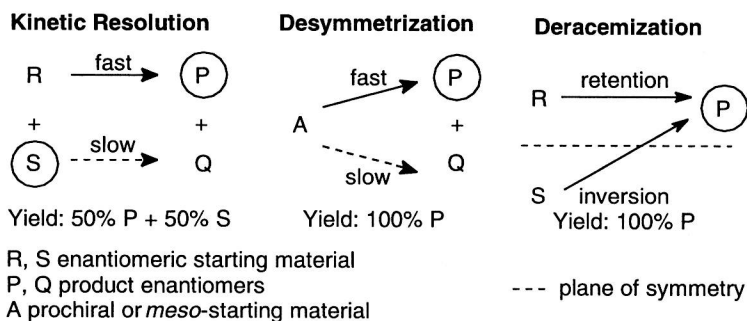 Kinetic Resolution
R fast P
+ +
S slow Q
Yield: 50% P + 50% S
Desymmetrization
fast P
A +
slow Q
Yield: 100% P
Deracemization
R retention P
S inversion
Yield: 100% P
R, S enantiomeric starting material
P, Q product enantiomers
A prochiral or meso-starting material
--- plane of symmetry